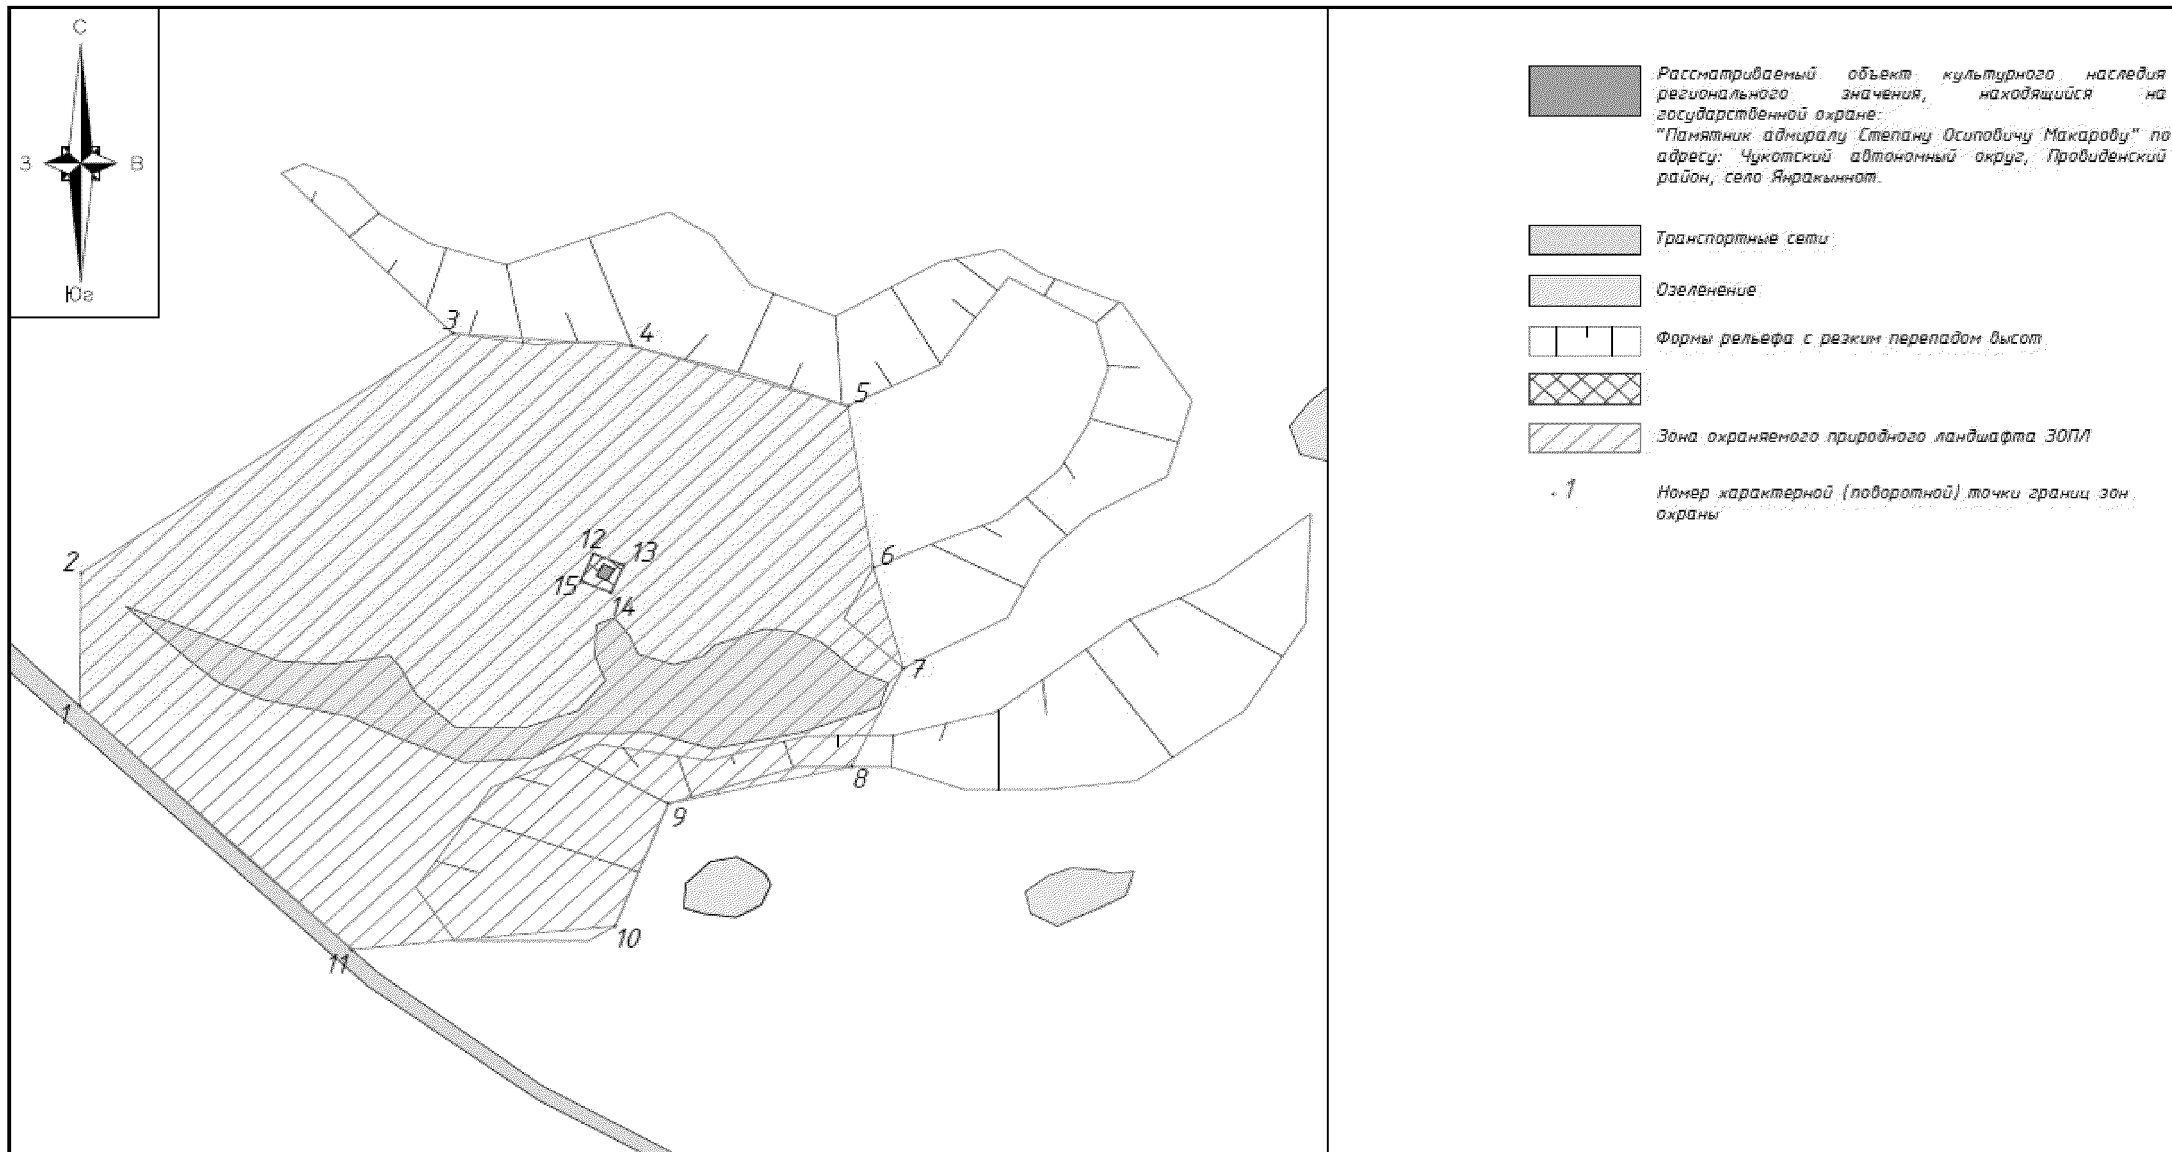 С
З
В
Юг
3
4
5
2
12
13
6
15
14
7
1
8
9
10
11
Рассматриваемый объект культурного наследия
регионального значения, находящийся на
государственной охране:
"Памятник адмиралу Степану Осиповичу Макарову" по
адресу: Чукотский автономный округ, Провиденский
район, село Янракыннот.
Транспортные сети
Озеленение
Формы рельефа с резким перепадом высот
Зона охраняемого природного ландшафта ЗОПЛ
. 1
Номер характерной (поворотной) точки границ зон
охраны